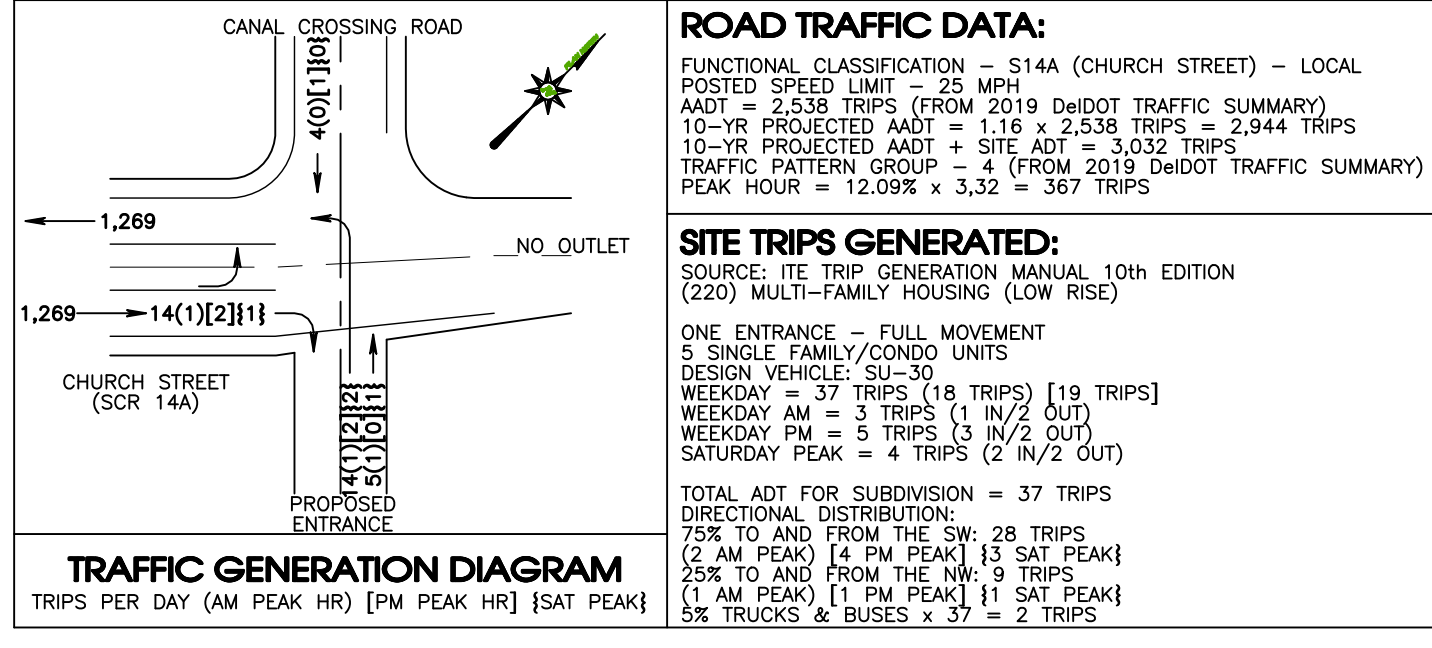 CANAL CROSSING ROAD
4(0)[1]{0}
1,269
NO OUTLET
1,269
14(1)[2]{1}
CHURCH STREET
(SCR 14A)
14(1)[2]{2}
5(1)[0]{1}
PROPOSED
ENTRANCE
TRAFFIC GENERATION DIAGRAM
TRIPS PER DAY (AM PEAK HR) [PM PEAK HR] {SAT PEAK}
ROAD TRAFFIC DATA:
FUNCTIONAL CLASSIFICATION – S14A (CHURCH STREET) – LOCAL
POSTED SPEED LIMIT – 25 MPH
AADT = 2,538 TRIPS (FROM 2019 DelDOT TRAFFIC SUMMARY)
10–YR PROJECTED AADT = 1.16 x 2,538 TRIPS = 2,944 TRIPS
10–YR PROJECTED AADT + SITE ADT = 3,032 TRIPS
TRAFFIC PATTERN GROUP – 4 (FROM 2019 DelDOT TRAFFIC SUMMARY)
PEAK HOUR = 12.09% x 3,32 = 367 TRIPS
SITE TRIPS GENERATED:
SOURCE: ITE TRIP GENERATION MANUAL 10th EDITION
(220) MULTI–FAMILY HOUSING (LOW RISE)
ONE ENTRANCE – FULL MOVEMENT
5 SINGLE FAMILY/CONDO UNITS
DESIGN VEHICLE: SU–30
WEEKDAY = 37 TRIPS (18 TRIPS) [19 TRIPS]
WEEKDAY AM = 3 TRIPS (1 IN/2 OUT)
WEEKDAY PM = 5 TRIPS (3 IN/2 OUT)
SATURDAY PEAK = 4 TRIPS (2 IN/2 OUT)
TOTAL ADT FOR SUBDIVISION = 37 TRIPS
DIRECTIONAL DISTRIBUTION:
75% TO AND FROM THE SW: 28 TRIPS
(2 AM PEAK) [4 PM PEAK] {3 SAT PEAK}
25% TO AND FROM THE NW: 9 TRIPS
(1 AM PEAK) [1 PM PEAK] {1 SAT PEAK}
5% TRUCKS & BUSES x 37 = 2 TRIPS